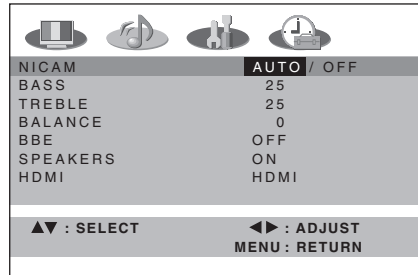 NICAM AUTO / OFF
BASS 25
TREBLE 25
BALANCE 0
BBE OFF
SPEAKERS ON
HDMI HDMI
▲▼ : SELECT ◀▶ : ADJUST
MENU : RETURN